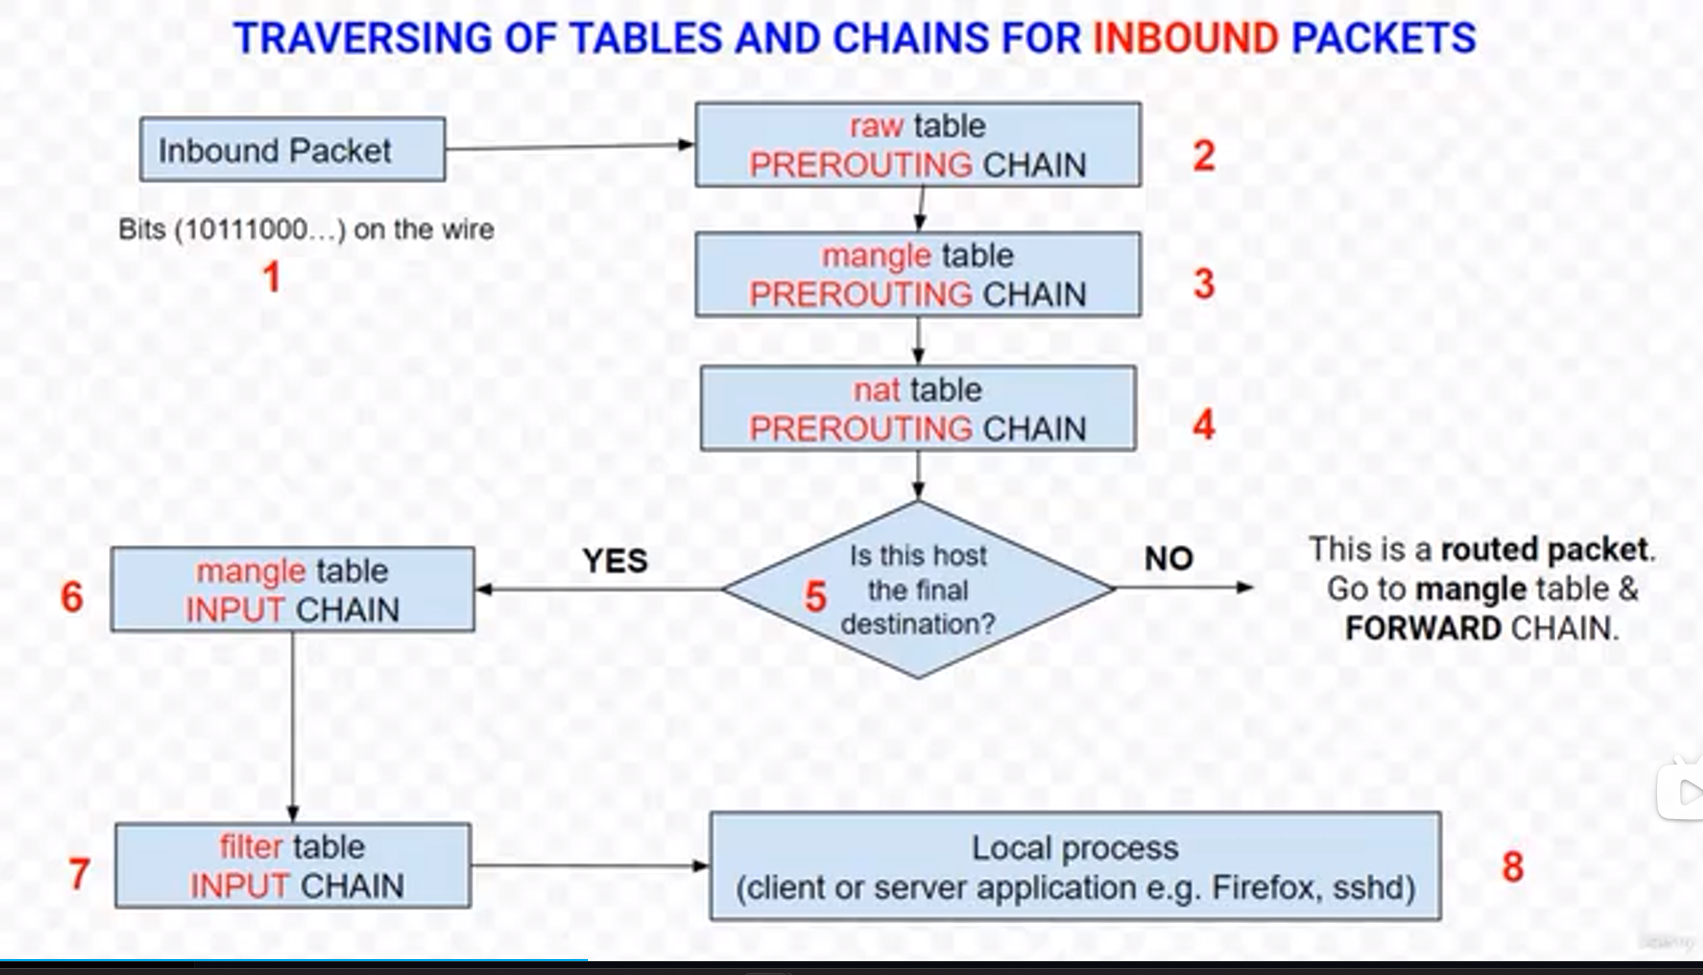 TRAVERSING OF TABLES AND CHAINS FOR INBOUND PACKETS
Inbound Packet
Bits (10111000...) on the wire
1
raw table
PREROUTING CHAIN
2
mangle table
PREROUTING CHAIN
3
nat table
PREROUTING CHAIN
4
5
Is this host
the final
destination?
YES
NO
This is a routed packet.
Go to mangle table &
FORWARD CHAIN.
6
mangle table
INPUT CHAIN
7
filter table
INPUT CHAIN
Local process
(client or server application e.g. Firefox, sshd)
8